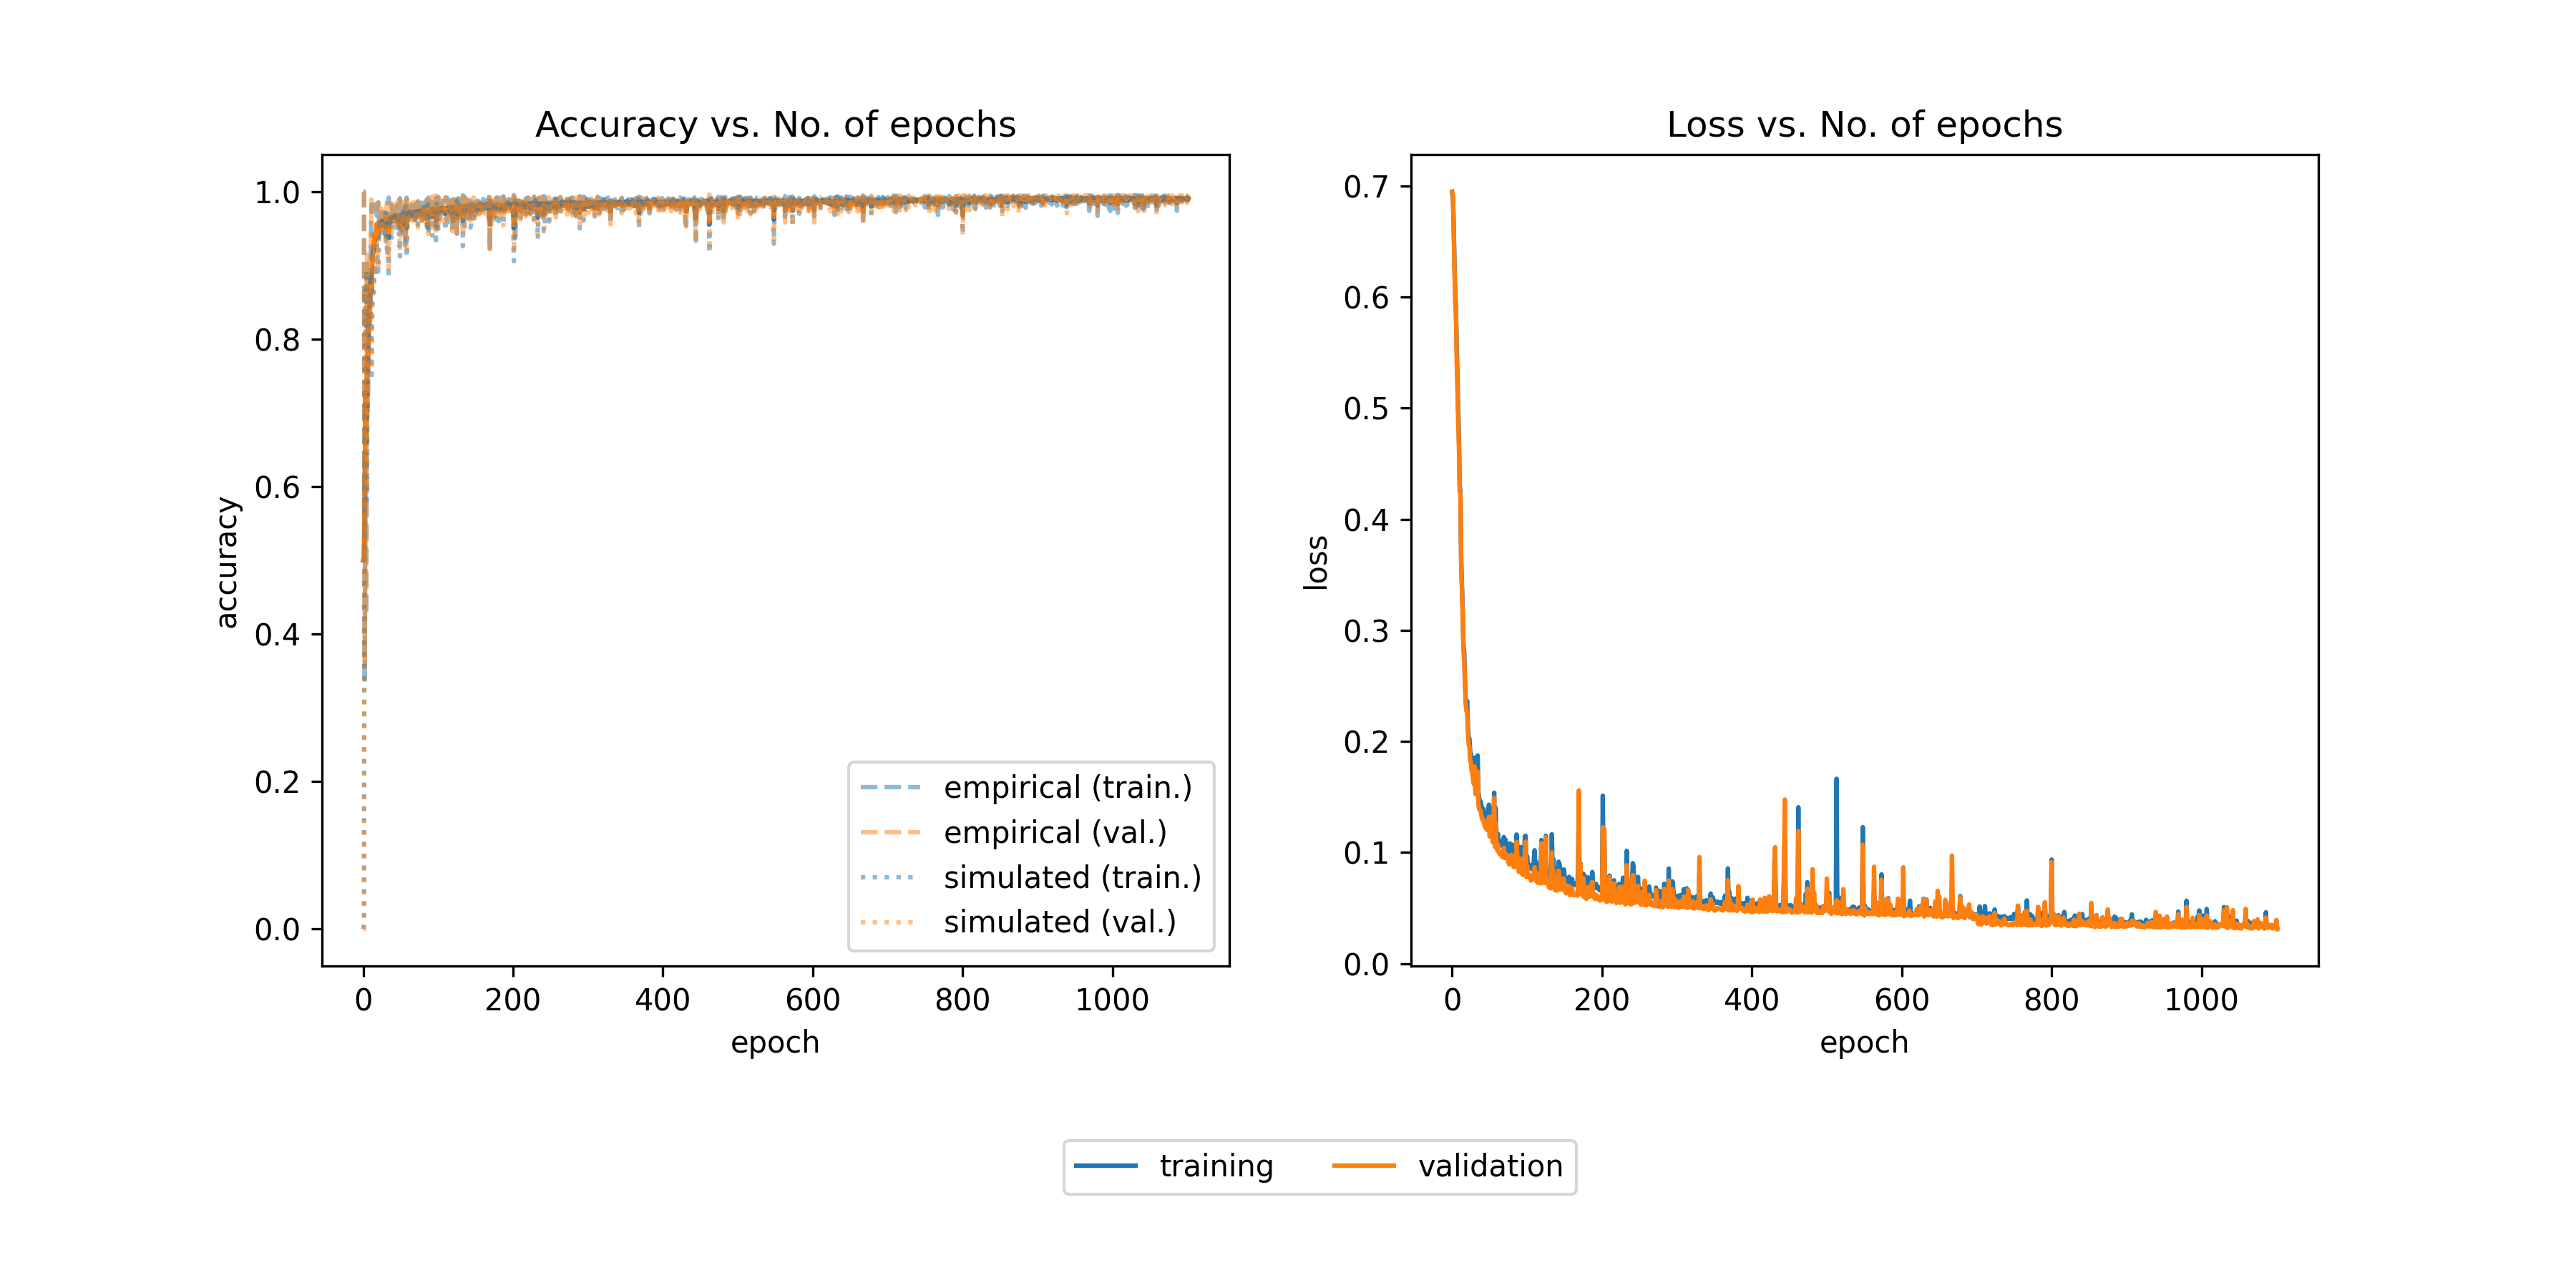 Accuracy vs. No. of epochs
1.0
0.8
0.6
0.4
0.2
0.0
accuracy
0 200 400 600 800 1000
epoch
empirical (train.)
empirical (val.)
simulated (train.)
simulated (val.)
Loss vs. No. of epochs
0.7
0.6
0.5
0.4
0.3
0.2
0.1
0.0
loss
0 200 400 600 800 1000
epoch
training validation